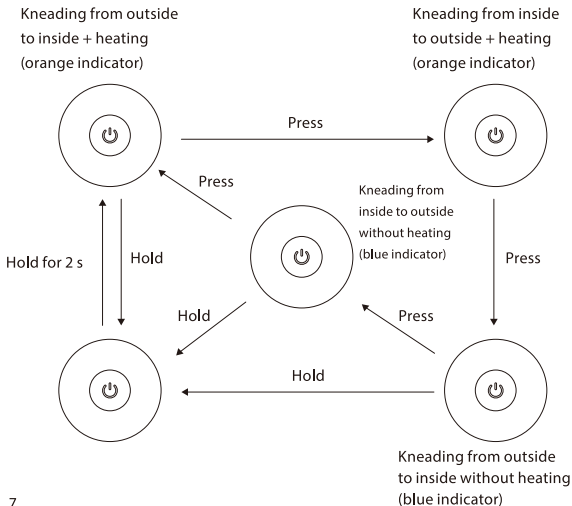 Kneading from outside
to inside + heating
(orange indicator)
Kneading from inside
to outside + heating
(orange indicator)
Press
Press
Kneading from
inside to outside
without heating
(blue indicator)
Hold for 2 s
Hold
Press
Hold
Press
Hold
Kneading from outside
to inside without heating
(blue indicator)
7